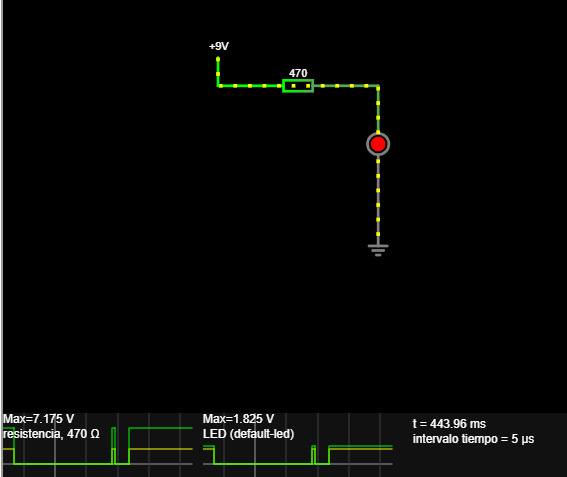 +9V
470
Max=7.175 V
resistencia, 470 Ω
Max=1.825 V
LED (default-led)
t = 443.96 ms
intervalo tiempo = 5 μs